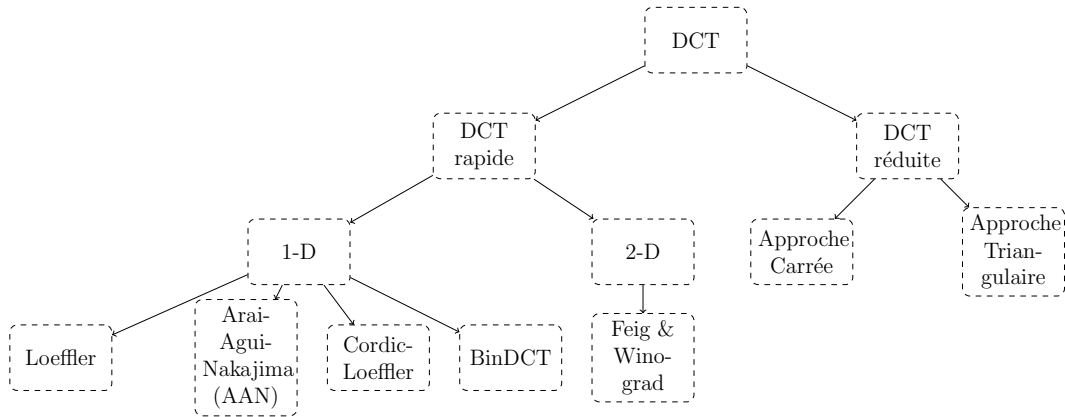 DCT
DCT
rapide
DCT
réduite
1-D
2-D
Approche
Carrée
Approche
Trian-
gulaire
Loeffler
Arai-
Agui-
Nakajima
(AAN)
Cordic-
Loeffler
BinDCT
Feig &
Wino-
grad